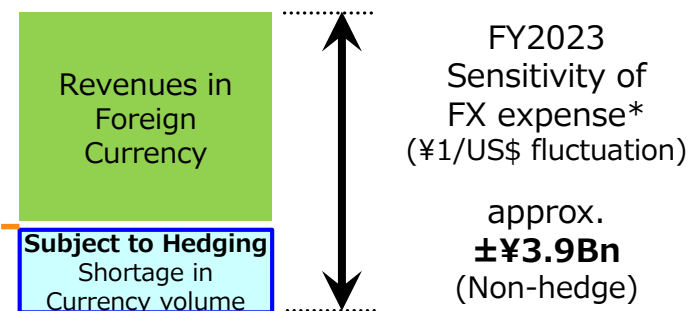 Revenues in
Foreign
Currency
Subject to Hedging
Shortage in
Currency volume
FY2023
Sensitivity of
FX expense*
(¥1/US$ fluctuation)
approx.
±¥3.9Bn
(Non-hedge)